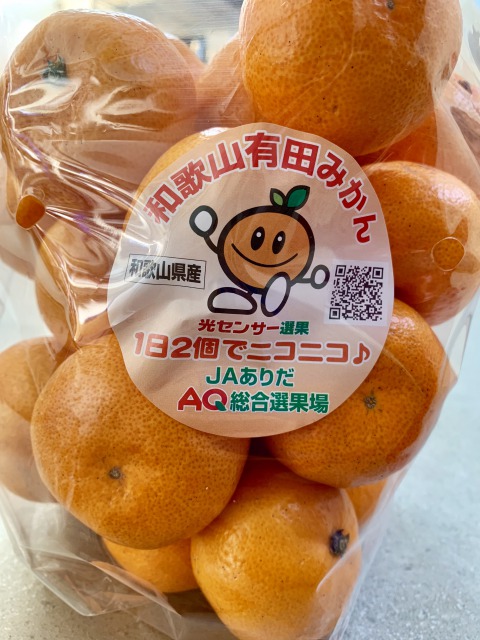 和歌山有田みかん
和歌山県産
光センサー選果
1日2個でニコニコ♪
JAありだ
AQ総合選果場